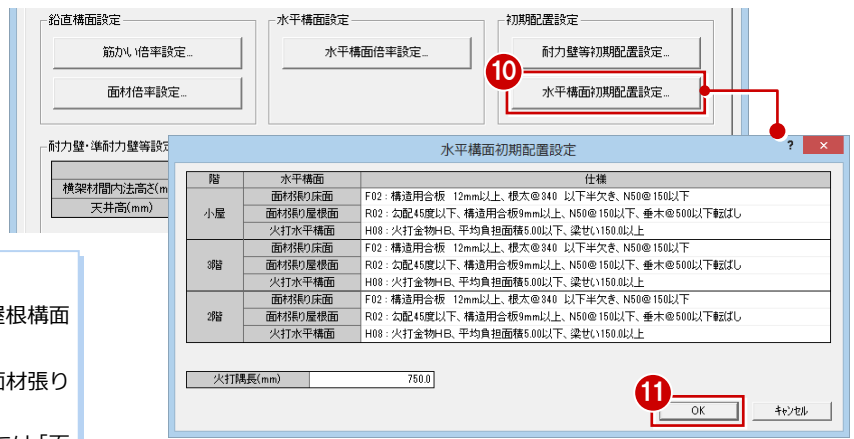 鉛直構面設定
水平構面設定
初期配置設定
筋かい倍率設定...
水平構面倍率設定...
耐力壁等初期配置設定...
10
面材倍率設定...
水平構面初期配置設定...
耐力壁・準耐力壁等設定
横架材間内法高さ(m
天井高(mm)
水平構面初期配置設定
? ×
階 水平構面 仕様
小屋 面材張り床面 F02：構造用合板 12mm以上、根太@340 以下半欠き、N50@150以下
面材張り屋根面 R02：勾配45度以下、構造用合板9mm以上、N50@150以下、垂木@500以下転ばし
火打水平構面 H08：火打金物HB、平均負担面積5.00以下、梁せい150.0以上
3階 面材張り床面 F02：構造用合板 12mm以上、根太@340 以下半欠き、N50@150以下
面材張り屋根面 R02：勾配45度以下、構造用合板9mm以上、N50@150以下、垂木@500以下転ばし
火打水平構面 H08：火打金物HB、平均負担面積5.00以下、梁せい150.0以上
2階 面材張り床面 F02：構造用合板 12mm以上、根太@340 以下半欠き、N50@150以下
面材張り屋根面 R02：勾配45度以下、構造用合板9mm以上、N50@150以下、垂木@500以下転ばし
火打水平構面 H08：火打金物HB、平均負担面積5.00以下、梁せい150.0以上
火打隅長(mm) 750.0
11
OK キャンセル
屋根構面
面材張り